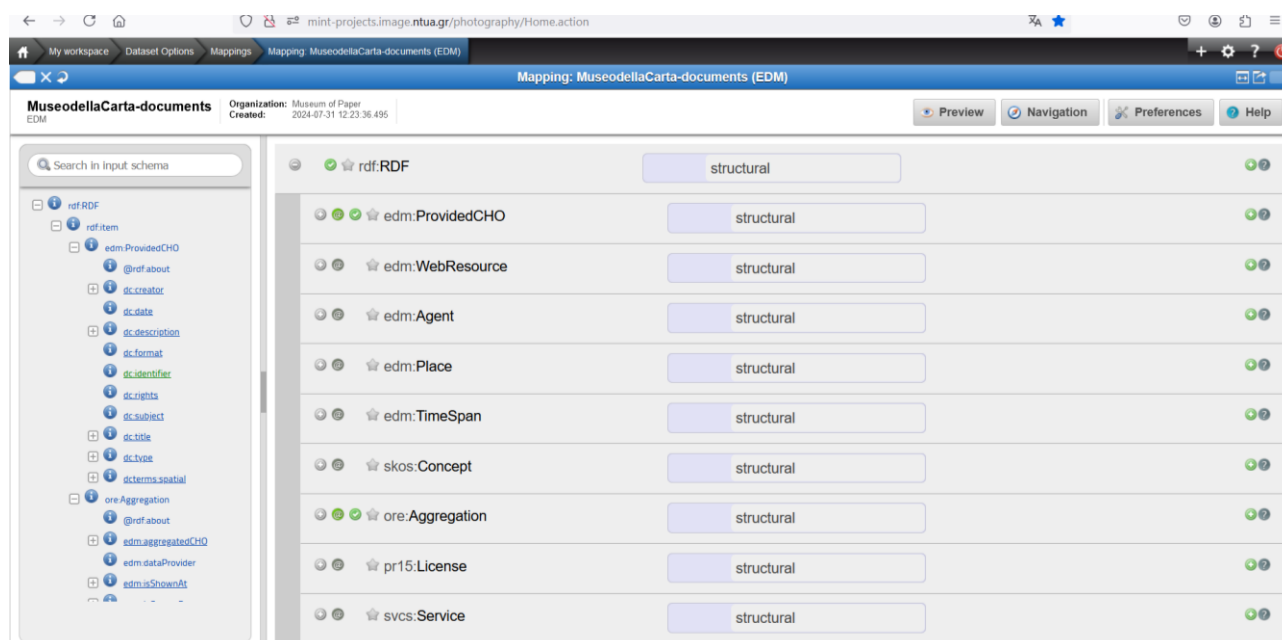 mint-projects.image.ntua.gr/photography/Home.action
My workspace Dataset Options Mappings Mapping: MuseodellaCarta-documents (EDM)
Mapping: MuseodellaCarta-documents (EDM)
MuseodellaCarta-documents
EDM
Organization: Museum of Paper
Created: 2024-07-31 12:23:36.495
Preview Navigation Preferences Help
Search in input schema
rdf:RDF
rdf:item
edm:ProvidedCHO
@rdf:about
dc:creator
dc:date
dc:description
dc:format
dc:identifier
dc:rights
dc:subject
dc:title
dc:type
dcterms:spatial
ore:Aggregation
@rdf:about
edm:aggregatedCHO
edm:dataProvider
edm:isShownAt
rdf:RDF structural
edm:ProvidedCHO structural
edm:WebResource structural
edm:Agent structural
edm:Place structural
edm:TimeSpan structural
skos:Concept structural
ore:Aggregation structural
pr15:License structural
svcs:Service structural